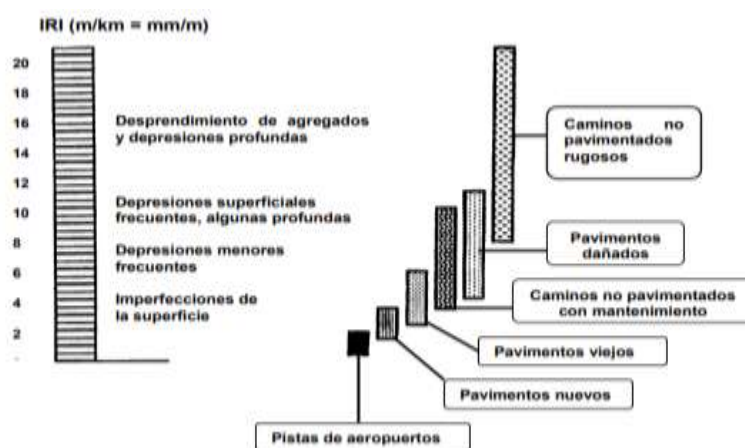 IRI (m/km = mm/m)
20
18
16
14
12
10
8
6
4
2
Desprendimiento de agregados
y depresiones profundas
Depresiones superficiales
frecuentes, algunas profundas
Depresiones menores
frecuentes
Imperfecciones de
la superficie
Caminos no
pavimentados
rugosos
Pavimentos
dañados
Caminos no pavimentados
con mantenimiento
Pavimentos viejos
Pavimentos nuevos
Pistas de aeropuertos